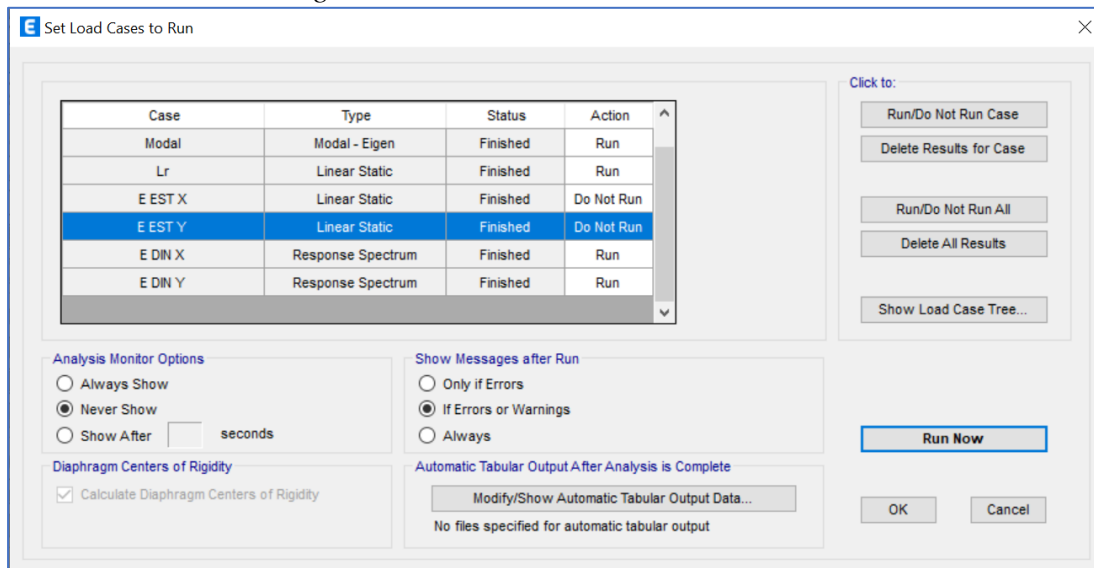 E Set Load Cases to Run
Click to:
Case Type Status Action
Modal Modal - Eigen Finished Run
Lr Linear Static Finished Run
E EST X Linear Static Finished Do Not Run
E EST Y Linear Static Finished Do Not Run
E DIN X Response Spectrum Finished Run
E DIN Y Response Spectrum Finished Run
Run/Do Not Run Case
Delete Results for Case
Run/Do Not Run All
Delete All Results
Show Load Case Tree...
Analysis Monitor Options
Always Show
Never Show
Show After seconds
Show Messages after Run
Only if Errors
If Errors or Warnings
Always
Run Now
Diaphragm Centers of Rigidity
Calculate Diaphragm Centers of Rigidity
Automatic Tabular Output After Analysis is Complete
Modify/Show Automatic Tabular Output Data...
No files specified for automatic tabular output
OK Cancel